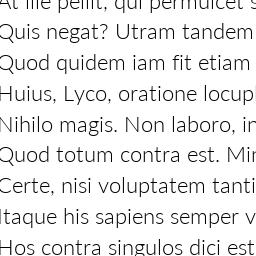 At ille pellit, qui permulcet s
Quis negat? Utram tandem
Quod quidem iam fit etiam
Huius, Lyco, oratione locupl
Nihilo magis. Non laboro, in
Quod totum contra est. Min
Certe, nisi voluptatem tanti
Itaque his sapiens semper v
Hos contra singulos dici est